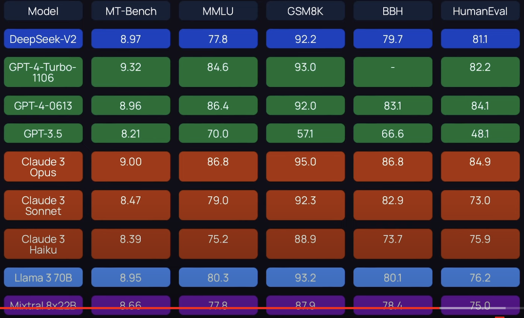 Model MT-Bench MMLU GSM8K BBH HumanEval
DeepSeek-V2 8.97 77.8 92.2 79.7 81.1
GPT-4-Turbo-
1106 9.32 84.6 93.0 - 82.2
GPT-4-0613 8.96 86.4 92.0 83.1 84.1
GPT-3.5 8.21 70.0 57.1 66.6 48.1
Claude 3
Opus 9.00 86.8 95.0 86.8 84.9
Claude 3
Sonnet 8.47 79.0 92.3 82.9 73.0
Claude 3
Haiku 8.39 75.2 88.9 73.7 75.9
Llama 3 70B 8.95 80.3 93.2 80.1 76.2
Mixtral 8x22B 8.66 77.8 87.9 78.4 75.0